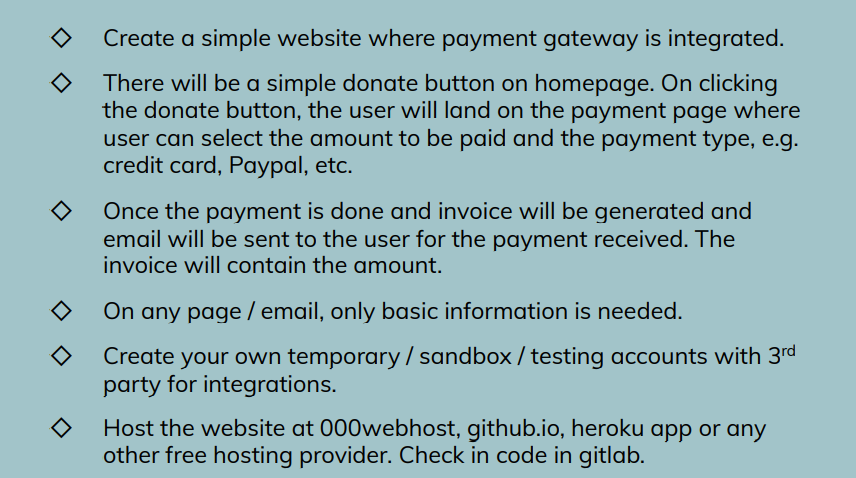 Create a simple website where payment gateway is integrated.
There will be a simple donate button on homepage. On clicking
the donate button, the user will land on the payment page where
user can select the amount to be paid and the payment type, e.g.
credit card, Paypal, etc.
Once the payment is done and invoice will be generated and
email will be sent to the user for the payment received. The
invoice will contain the amount.
On any page / email, only basic information is needed.
Create your own temporary / sandbox / testing accounts with 3rd
party for integrations.
Host the website at 000webhost, github.io, heroku app or any
other free hosting provider. Check in code in gitlab.